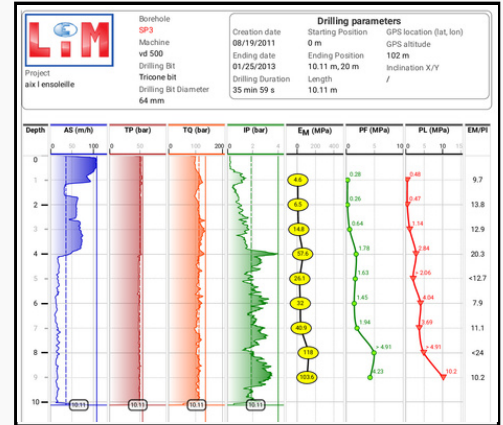 LiM
Project
aix l ensoleille
Borehole
SP3
Machine
vd 500
Drilling Bit
Tricone bit
Drilling Bit Diameter
64 mm
Drilling parameters
Creation date
08/19/2011
Ending date
01/25/2013
Drilling Duration
35 min 59 s
Starting Position
0 m
Ending Position
10.11 m, 20 m
Length
10.11 m
GPS location (lat, lon)
GPS altitude
102 m
Inclination X/Y
/
Depth AS (m/h) TP (bar) TQ (bar) IP (bar) EM (MPa) PF (MPa) PL (MPa) EM/Pl
0 50 100 0 50 100 0 100 200 0 2 4 0 200 400 0 5 10 0 5 10 15
0
1 4.6 0.28 0.48 9.7
2 6.5 0.26 0.47 13.8
3 14.8 0.64 1.14 12.9
4 57.6 1.78 2.84 20.3
5 26.1 1.63 > 2.06 <12.7
6 32 1.45 4.04 7.9
7 40.9 1.94 3.69 11.1
8 118 > 4.91 > 4.91 <24
9 103.6 4.23 10.2 10.2
10 10.11 10.11 10.11 10.11